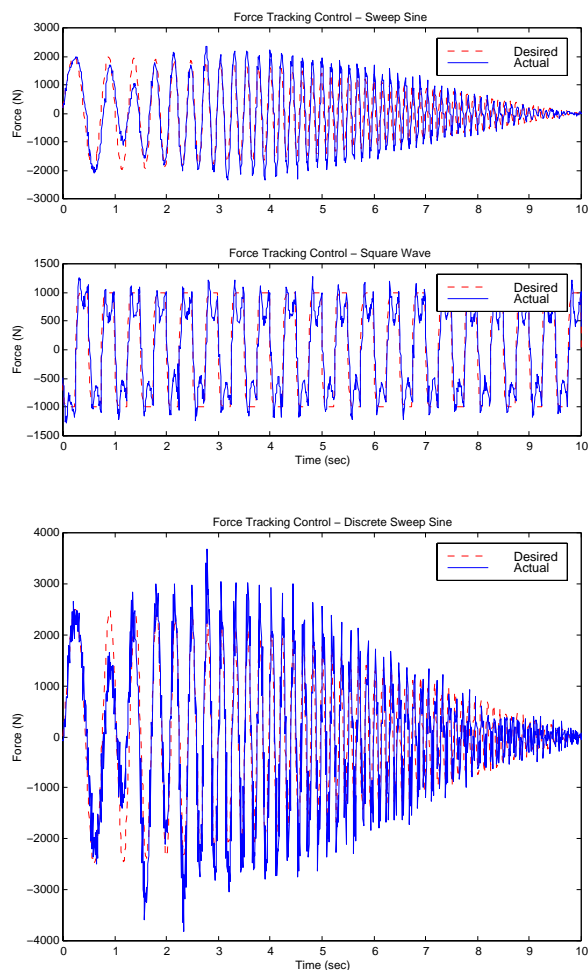 Force Tracking Control – Sweep Sine
3000
2000
1000
0
−1000
−2000
−3000
Force (N)
Desired
Actual
0 1 2 3 4 5 6 7 8 9 10
Force Tracking Control – Square Wave
1500
1000
500
0
−500
−1000
−1500
Force (N)
Desired
Actual
0 1 2 3 4 5 6 7 8 9 10
Time (sec)
Force Tracking Control – Discrete Sweep Sine
4000
3000
2000
1000
0
−1000
−2000
−3000
−4000
Force (N)
Desired
Actual
0 1 2 3 4 5 6 7 8 9 10
Time (sec)